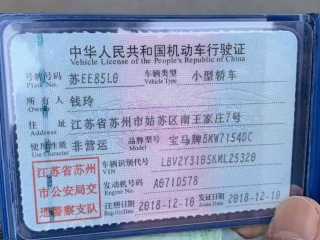 中华人民共和国机动车行驶证
Vehicle License of the People's Republic of China
号牌号码 苏EE85L0 车辆类型 小型轿车
Plate No. Vehicle Type
所有人 钱玲
Owner
住址 江苏省苏州市姑苏区南王家庄7号
Address
使用性质 非营运 品牌型号 宝马牌BMW7154DC
Use Character Model
江苏省苏州
市公安局交
通警察支队
车辆识别代号 LBV2Y3105KML25320
VIN
发动机号码 A071D578
Engine No.
注册日期 2018-12-10 发证日期 2018-12-10
Register Date Issue Date